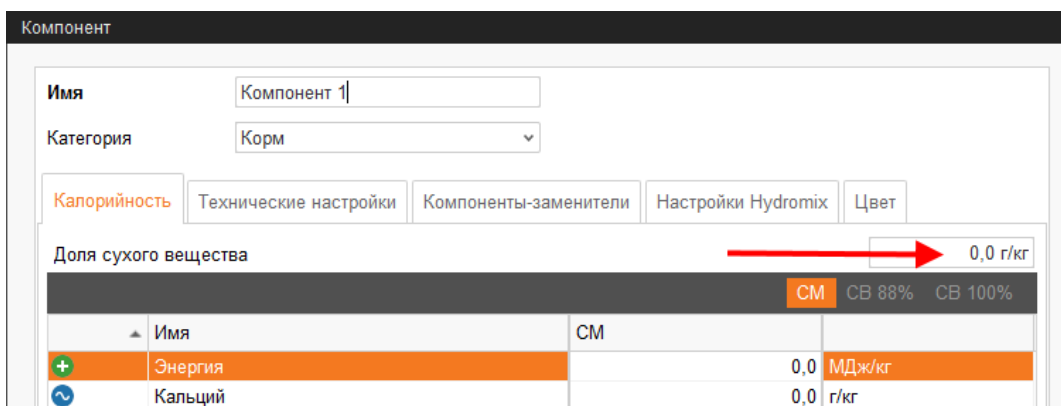 Компонент
Имя Компонент 1
Категория Корм
Калорийность Технические настройки Компоненты-заменители Настройки Hydromix Цвет
Доля сухого вещества 0,0 г/кг
СМ СВ 88% СВ 100%
Имя СМ
Энергия 0,0 МДж/кг
Кальций 0,0 г/кг